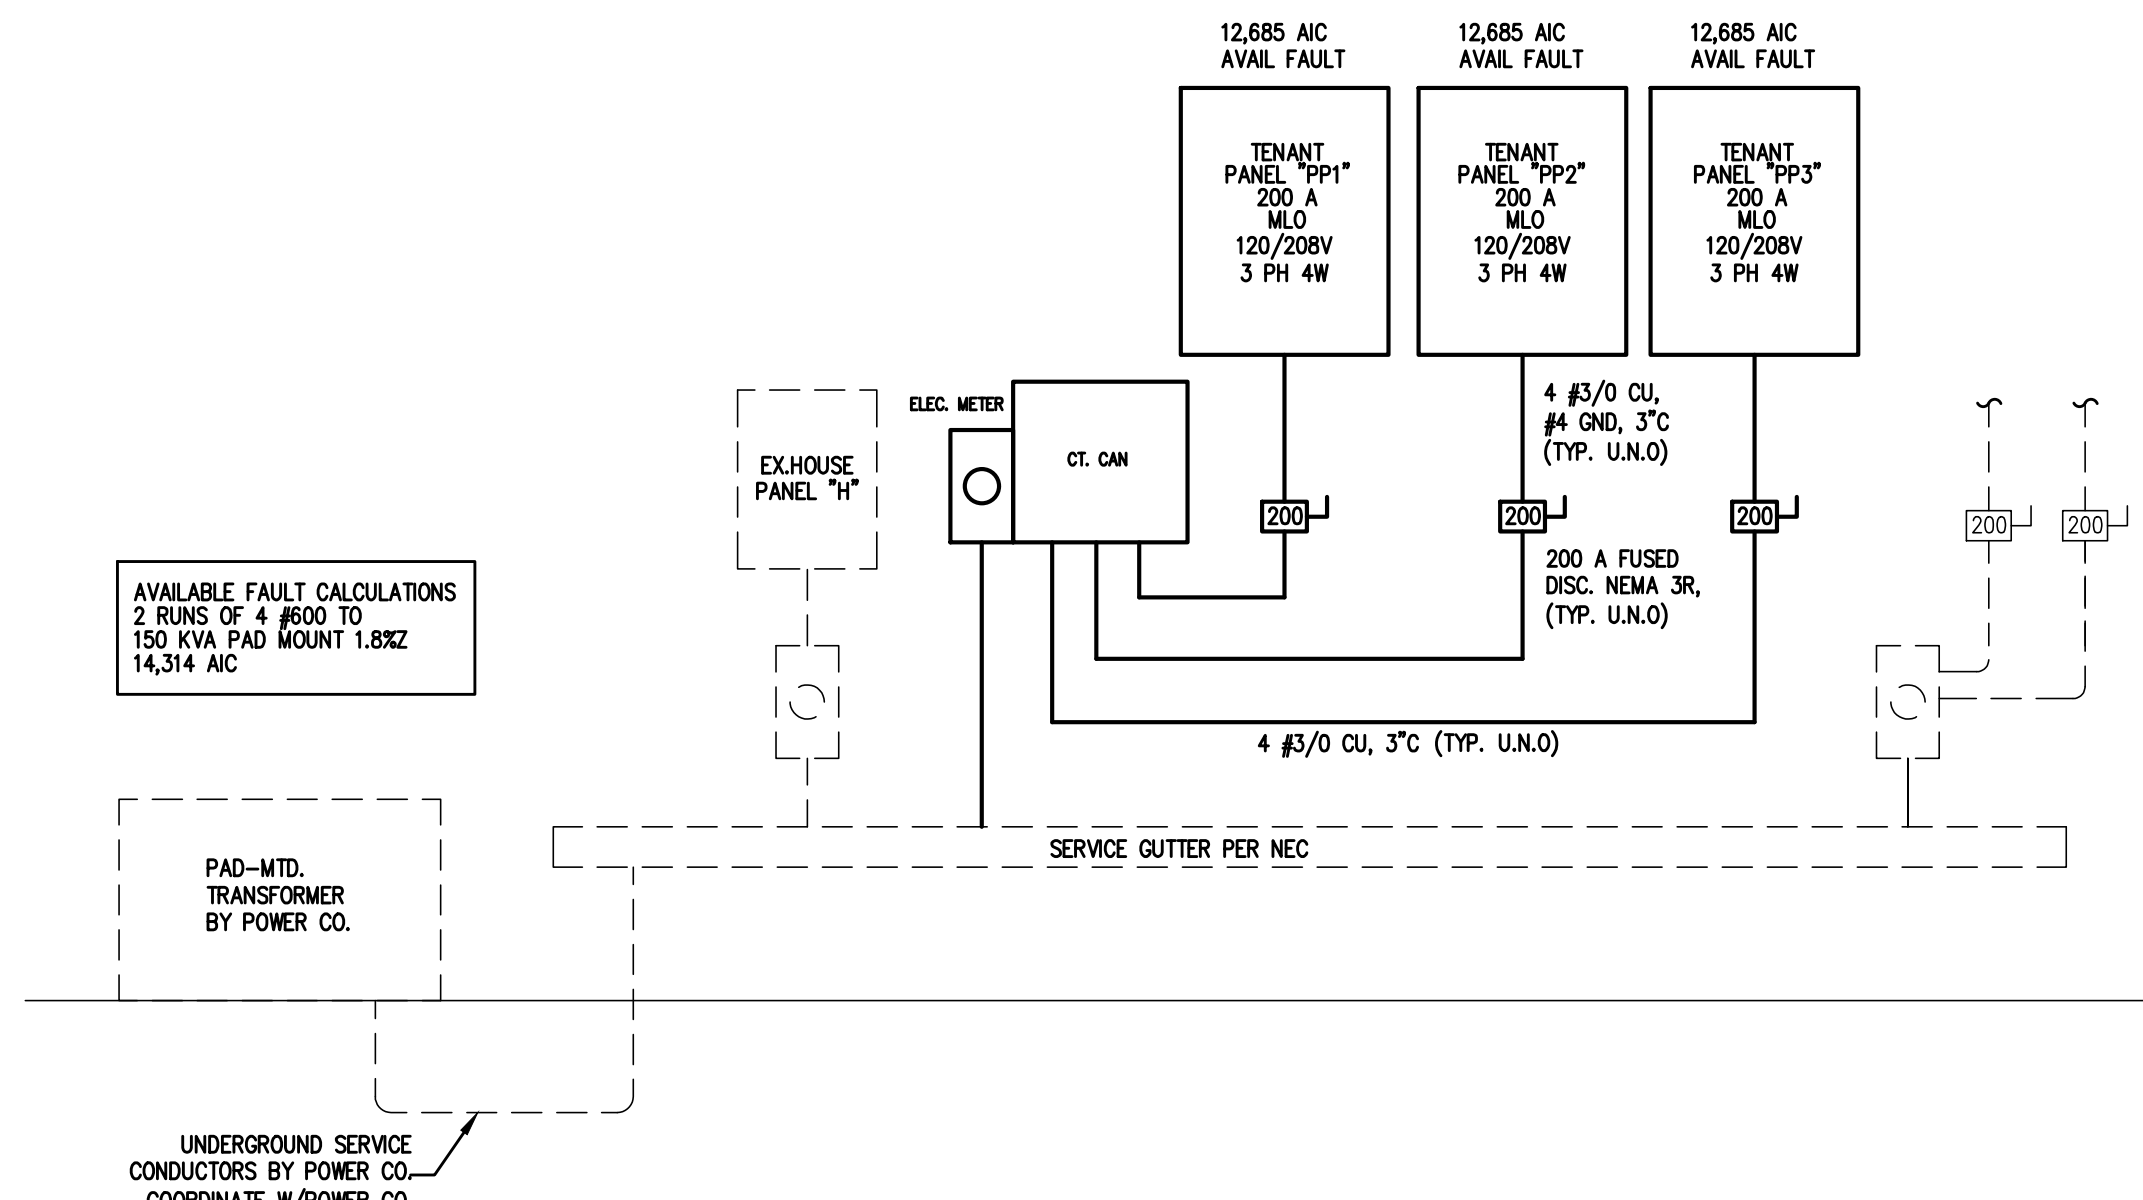 12,685 AIC
AVAIL FAULT
12,685 AIC
AVAIL FAULT
12,685 AIC
AVAIL FAULT
TENANT
PANEL "PP1"
200 A
MLO
120/208V
3 PH 4W
TENANT
PANEL "PP2"
200 A
MLO
120/208V
3 PH 4W
TENANT
PANEL "PP3"
200 A
MLO
120/208V
3 PH 4W
4 #3/0 CU,
#4 GND, 3"C
(TYP. U.N.O)
ELEC. METER
CT. CAN
EX.HOUSE
PANEL "H"
200
200
200
200
200
200 A FUSED
DISC. NEMA 3R,
(TYP. U.N.O)
AVAILABLE FAULT CALCULATIONS
2 RUNS OF 4 #600 TO
150 KVA PAD MOUNT 1.8%Z
14,314 AIC
4 #3/0 CU, 3"C (TYP. U.N.O)
SERVICE GUTTER PER NEC
PAD-MTD.
TRANSFORMER
BY POWER CO.
UNDERGROUND SERVICE
CONDUCTORS BY POWER CO.
COORDINATE W/POWER CO.